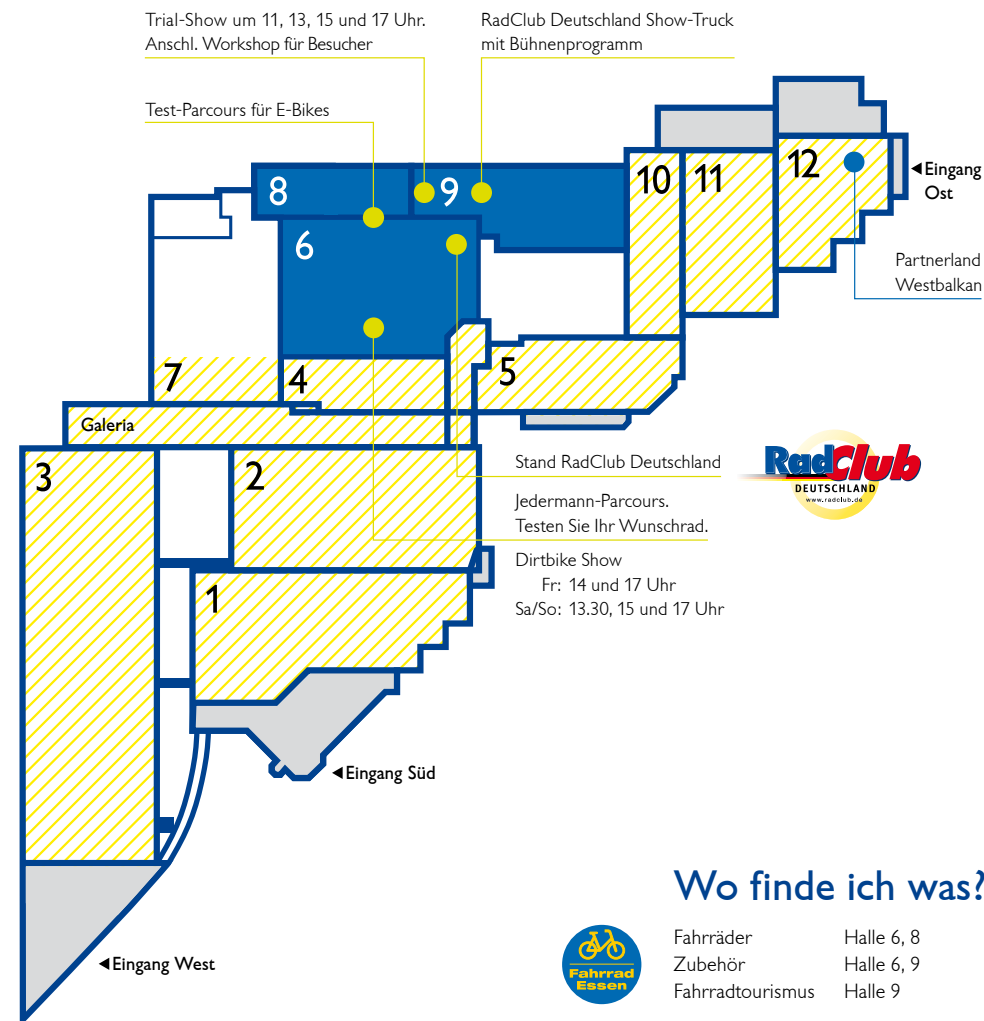 Trial-Show um 11, 13, 15 und 17 Uhr.
Anschl. Workshop für Besucher
RadClub Deutschland Show-Truck
mit Bühnenprogramm
Test-Parcours für E-Bikes
8
9
10
11
12
Eingang
Ost
6
Partnerland
Westbalkan
7
4
5
Galeria
3
2
Stand RadClub Deutschland
RadClub
DEUTSCHLAND
www.radclub.de
Jedermann-Parcours.
Testen Sie Ihr Wunschrad.
Dirtbike Show
Fr: 14 und 17 Uhr
Sa/So: 13.30, 15 und 17 Uhr
1
Eingang Süd
Eingang West
Wo finde ich was?
Fahrrad
Essen
Fahrräder Halle 6, 8
Zubehör Halle 6, 9
Fahrradtourismus Halle 9